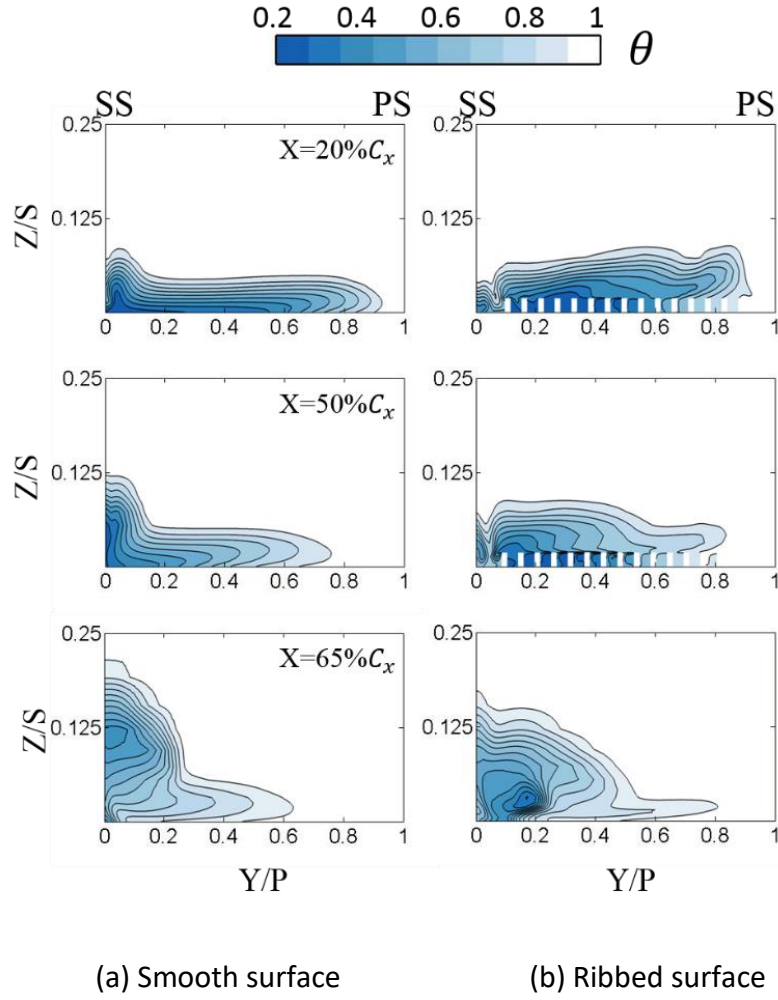 0.2 0.4 0.6 0.8 1
θ
SS PS SS PS
0.25 0.25
X=20%Cₓ
Z/S
0.125 0.125
0 0.2 0.4 0.6 0.8 1 0 0.2 0.4 0.6 0.8 1
0.25 0.25
X=50%Cₓ
Z/S
0.125 0.125
0 0.2 0.4 0.6 0.8 1 0 0.2 0.4 0.6 0.8 1
0.25 0.25
X=65%Cₓ
Z/S
0.125 0.125
0 0.2 0.4 0.6 0.8 1 0 0.2 0.4 0.6 0.8 1
Y/P Y/P
(a) Smooth surface (b) Ribbed surface